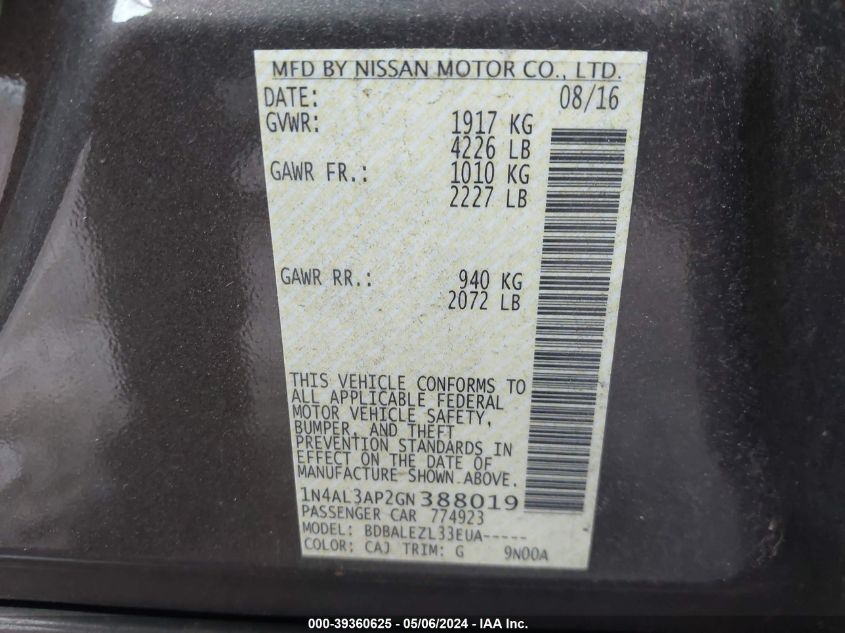 MFD BY NISSAN MOTOR CO., LTD.
DATE: 08/16
GVWR: 1917 KG
4226 LB
GAWR FR.: 1010 KG
2227 LB
GAWR RR.: 940 KG
2072 LB
THIS VEHICLE CONFORMS TO
ALL APPLICABLE FEDERAL
MOTOR VEHICLE SAFETY,
BUMPER, AND THEFT
PREVENTION STANDARDS IN
EFFECT ON THE DATE OF
MANUFACTURE SHOWN ABOVE.
1N4AL3AP2GN388019
PASSENGER CAR 774923
MODEL: BDBALEZL33EUA-----
COLOR: CAJ TRIM: G 9N00A
000-39360625 - 05/06/2024 - IAA Inc.